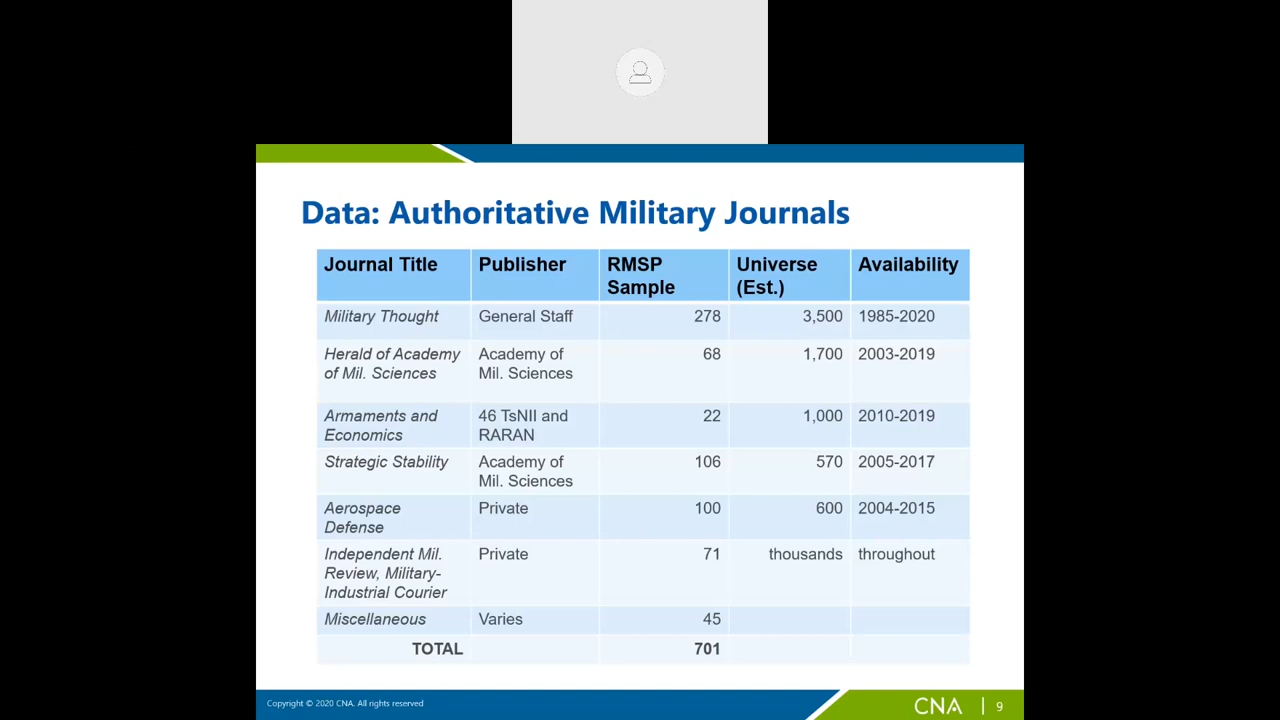 Data: Authoritative Military Journals
Journal Title Publisher RMSP Sample Universe (Est.) Availability
Military Thought General Staff 278 3,500 1985-2020
Herald of Academy of Mil. Sciences Academy of Mil. Sciences 68 1,700 2003-2019
Armaments and Economics 46 TsNII and RARAN 22 1,000 2010-2019
Strategic Stability Academy of Mil. Sciences 106 570 2005-2017
Aerospace Defense Private 100 600 2004-2015
Independent Mil. Review, Military-Industrial Courier Private 71 thousands throughout
Miscellaneous Varies 45
TOTAL 701
Copyright © 2020 CNA. All rights reserved
CNA | 9